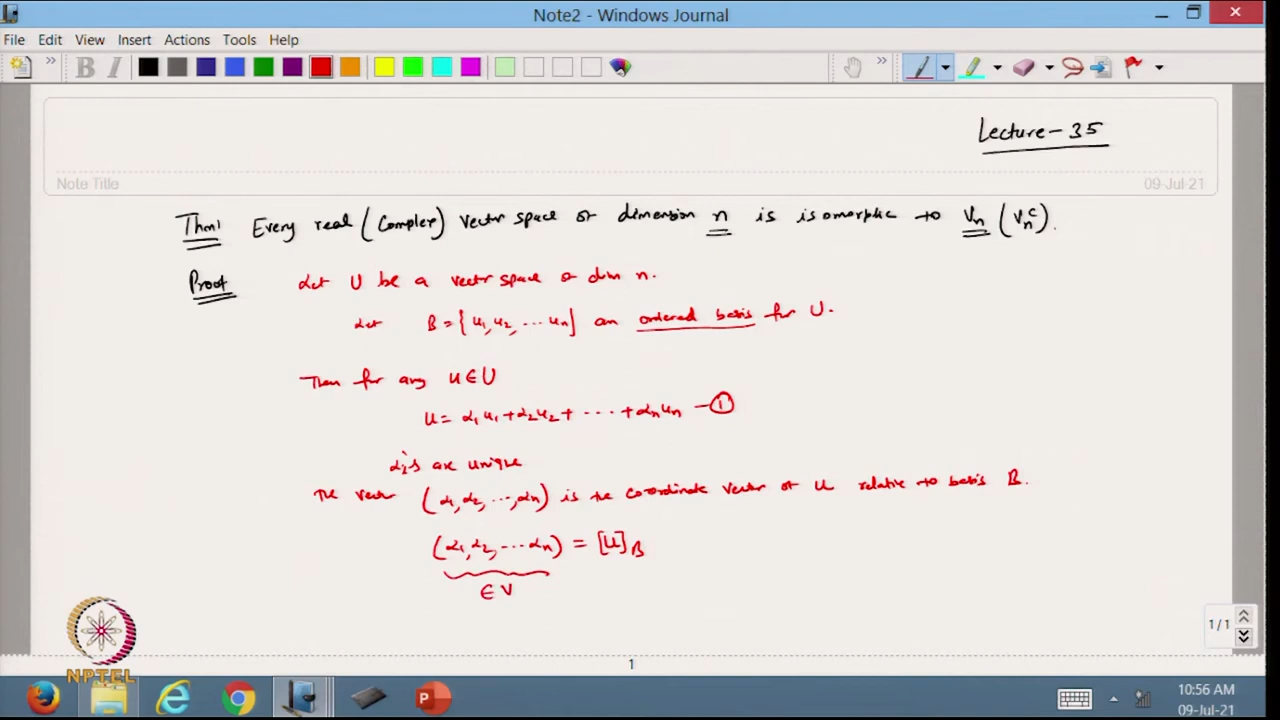 Note2 - Windows Journal
File Edit View Insert Actions Tools Help
Lecture-35
Note Title
09-Jul-21
Thm! Every real (Complex) vector space of dimension n is isomorphic to Vn (Vnᶜ).
Proof Let U be a vector space of dim n.
Let B = {u₁, u₂, ... un} an ordered basis for U.
Then for any u ∈ U
u = α₁u₁ + α₂u₂ + ... + αnun — ①
αi's are unique
The vector (α₁, α₂, ..., αn) is the coordinate vector of u relative to basis B.
(α₁, α₂, ... αn) = [u]B
∈ V
1/1
1
NPTEL
10:56 AM
09-Jul-21